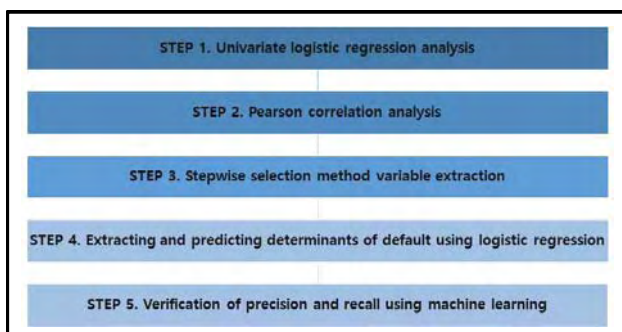 STEP 1. Univariate logistic regression analysis
STEP 2. Pearson correlation analysis
STEP 3. Stepwise selection method variable extraction
STEP 4. Extracting and predicting determinants of default using logistic regression
STEP 5. Verification of precision and recall using machine learning